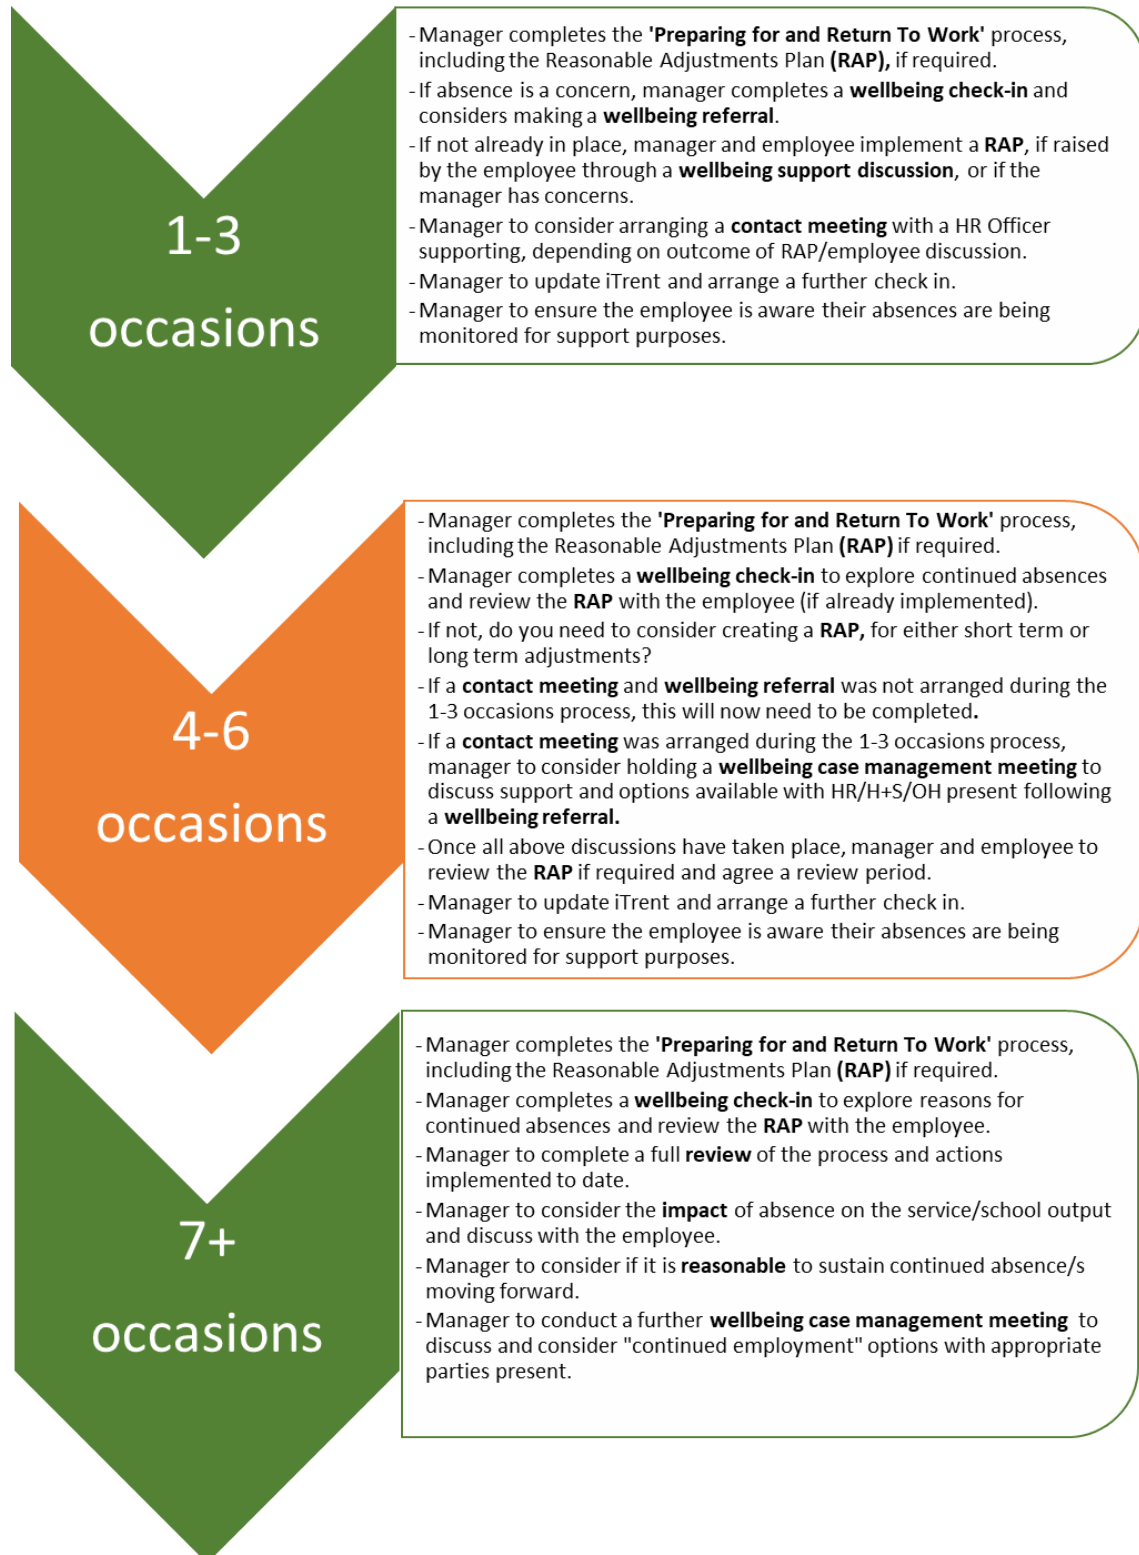 1-3
occasions
- Manager completes the 'Preparing for and Return To Work' process,
including the Reasonable Adjustments Plan (RAP), if required.
- If absence is a concern, manager completes a wellbeing check-in and
considers making a wellbeing referral.
- If not already in place, manager and employee implement a RAP, if raised
by the employee through a wellbeing support discussion, or if the
manager has concerns.
- Manager to consider arranging a contact meeting with a HR Officer
supporting, depending on outcome of RAP/employee discussion.
- Manager to update iTrent and arrange a further check in.
- Manager to ensure the employee is aware their absences are being
monitored for support purposes.
4-6
occasions
- Manager completes the 'Preparing for and Return To Work' process,
including the Reasonable Adjustments Plan (RAP) if required.
- Manager completes a wellbeing check-in to explore continued absences
and review the RAP with the employee (if already implemented).
- If not, do you need to consider creating a RAP, for either short term or
long term adjustments?
- If a contact meeting and wellbeing referral was not arranged during the
1-3 occasions process, this will now need to be completed.
- If a contact meeting was arranged during the 1-3 occasions process,
manager to consider holding a wellbeing case management meeting to
discuss support and options available with HR/H+S/OH present following
a wellbeing referral.
- Once all above discussions have taken place, manager and employee to
review the RAP if required and agree a review period.
- Manager to update iTrent and arrange a further check in.
- Manager to ensure the employee is aware their absences are being
monitored for support purposes.
7+
occasions
- Manager completes the 'Preparing for and Return To Work' process,
including the Reasonable Adjustments Plan (RAP) if required.
- Manager completes a wellbeing check-in to explore reasons for
continued absences and review the RAP with the employee.
- Manager to complete a full review of the process and actions
implemented to date.
- Manager to consider the impact of absence on the service/school output
and discuss with the employee.
- Manager to consider if it is reasonable to sustain continued absence/s
moving forward.
- Manager to conduct a further wellbeing case management meeting to
discuss and consider "continued employment" options with appropriate
parties present.